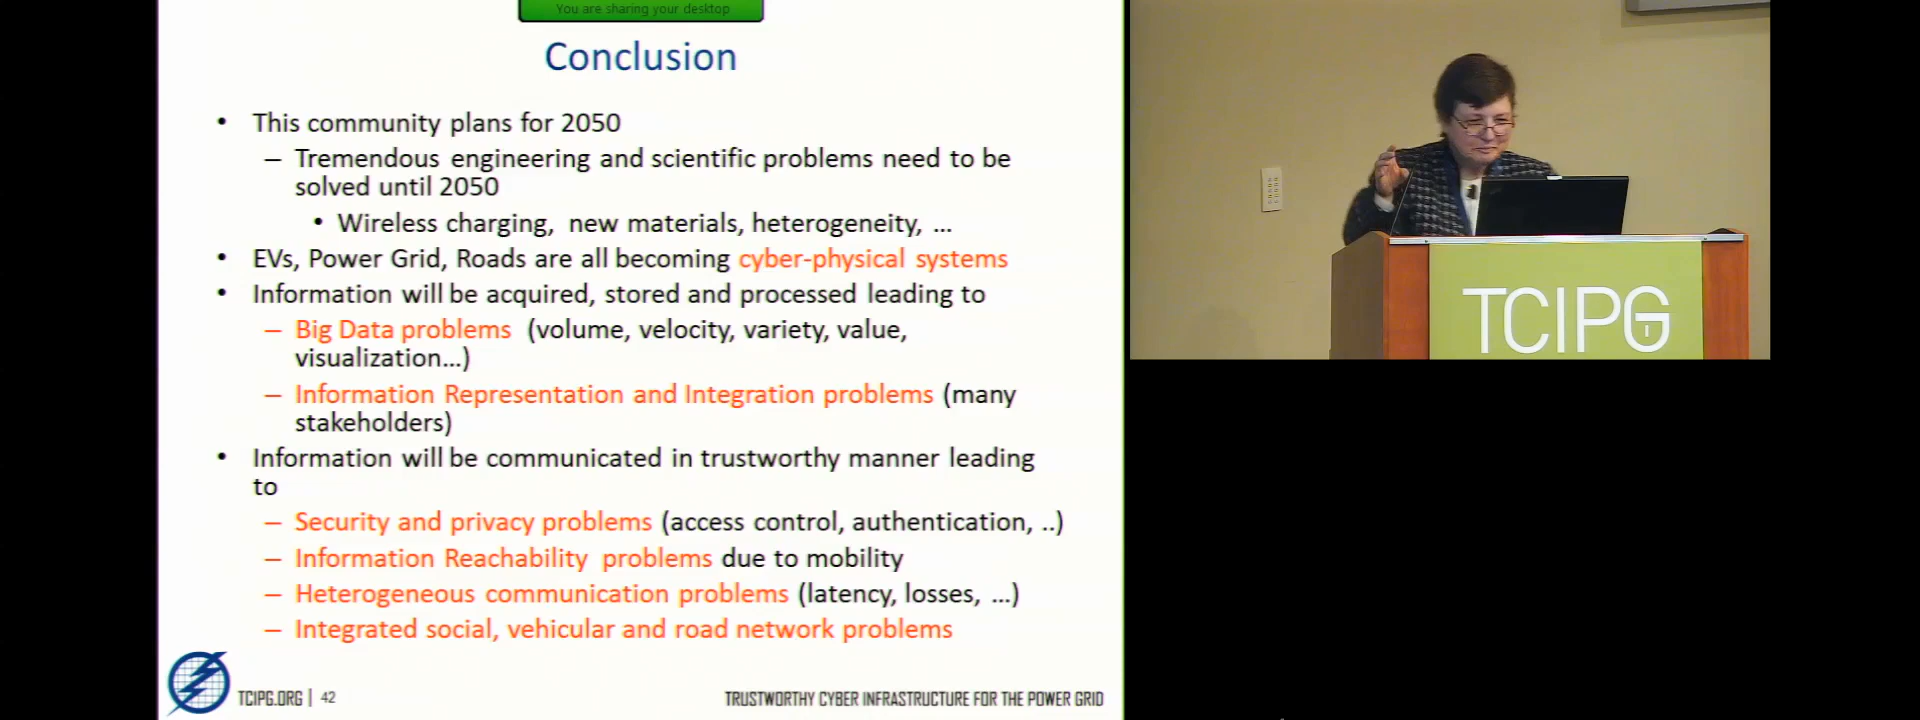 You are sharing your desktop
Conclusion
• This community plans for 2050
– Tremendous engineering and scientific problems need to be
solved until 2050
• Wireless charging, new materials, heterogeneity, ...
• EVs, Power Grid, Roads are all becoming cyber-physical systems
• Information will be acquired, stored and processed leading to
– Big Data problems (volume, velocity, variety, value,
visualization...)
– Information Representation and Integration problems (many
stakeholders)
• Information will be communicated in trustworthy manner leading
to
– Security and privacy problems (access control, authentication, ..)
– Information Reachability problems due to mobility
– Heterogeneous communication problems (latency, losses, ...)
– Integrated social, vehicular and road network problems
TCIPG.ORG | 42
TRUSTWORTHY CYBER INFRASTRUCTURE FOR THE POWER GRID
TCIPG